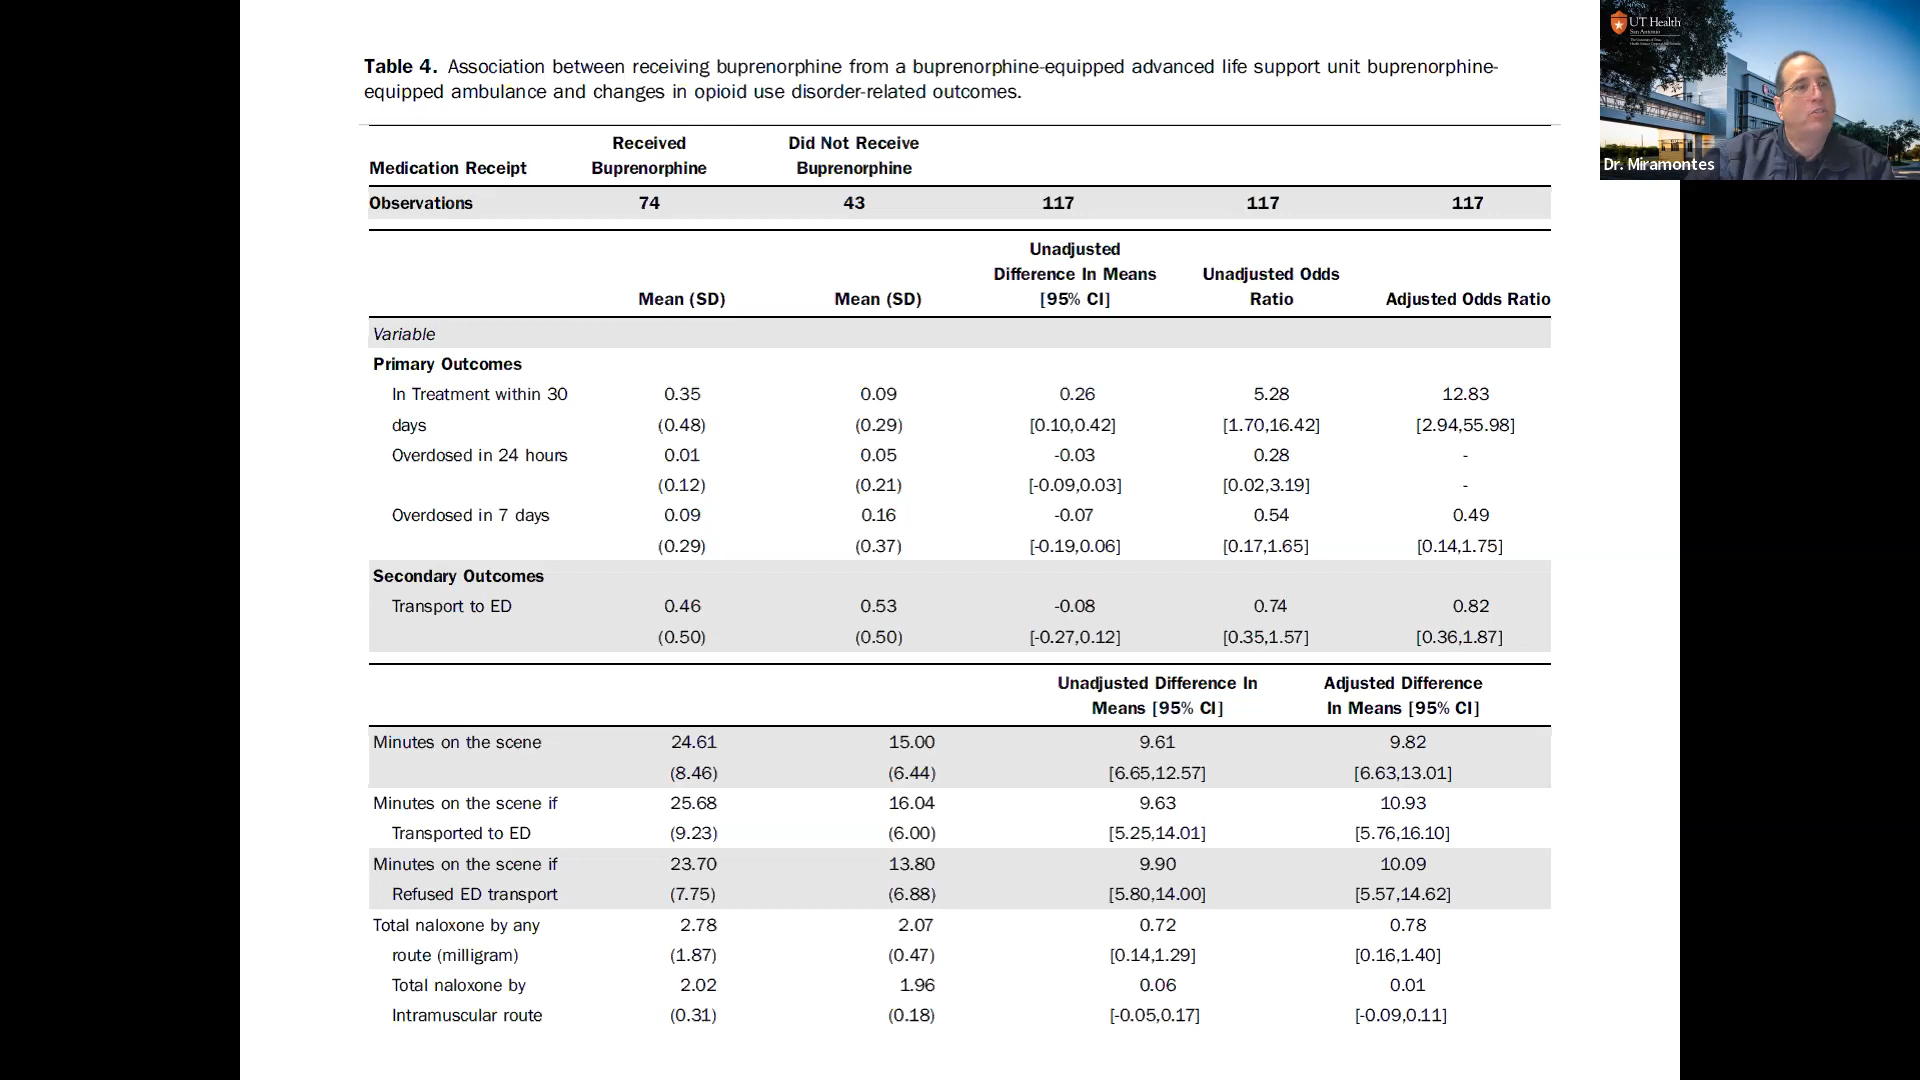 Table 4. Association between receiving buprenorphine from a buprenorphine-equipped advanced life support unit buprenorphine-
equipped ambulance and changes in opioid use disorder-related outcomes.
UT Health
San Antonio
Dr. Miramontes
Received Did Not Receive
Medication Receipt Buprenorphine Buprenorphine
Observations 74 43 117 117 117
Unadjusted
Difference In Means Unadjusted Odds
Mean (SD) Mean (SD) [95% CI] Ratio Adjusted Odds Ratio
Variable
Primary Outcomes
In Treatment within 30 0.35 0.09 0.26 5.28 12.83
days (0.48) (0.29) [0.10,0.42] [1.70,16.42] [2.94,55.98]
Overdosed in 24 hours 0.01 0.05 -0.03 0.28 -
(0.12) (0.21) [-0.09,0.03] [0.02,3.19] -
Overdosed in 7 days 0.09 0.16 -0.07 0.54 0.49
(0.29) (0.37) [-0.19,0.06] [0.17,1.65] [0.14,1.75]
Secondary Outcomes
Transport to ED 0.46 0.53 -0.08 0.74 0.82
(0.50) (0.50) [-0.27,0.12] [0.35,1.57] [0.36,1.87]
Unadjusted Difference In Adjusted Difference
Means [95% CI] In Means [95% CI]
Minutes on the scene 24.61 15.00 9.61 9.82
(8.46) (6.44) [6.65,12.57] [6.63,13.01]
Minutes on the scene if 25.68 16.04 9.63 10.93
Transported to ED (9.23) (6.00) [5.25,14.01] [5.76,16.10]
Minutes on the scene if 23.70 13.80 9.90 10.09
Refused ED transport (7.75) (6.88) [5.80,14.00] [5.57,14.62]
Total naloxone by any 2.78 2.07 0.72 0.78
route (milligram) (1.87) (0.47) [0.14,1.29] [0.16,1.40]
Total naloxone by 2.02 1.96 0.06 0.01
Intramuscular route (0.31) (0.18) [-0.05,0.17] [-0.09,0.11]